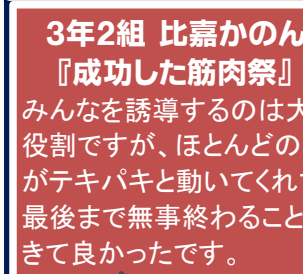 3年2組 比嘉かのん
『成功した筋肉祭』
みんなを誘導するのは大
役割ですが、ほとんどの
がテキパキと動いてくれ
最後まで無事終わること
きて良かったです。